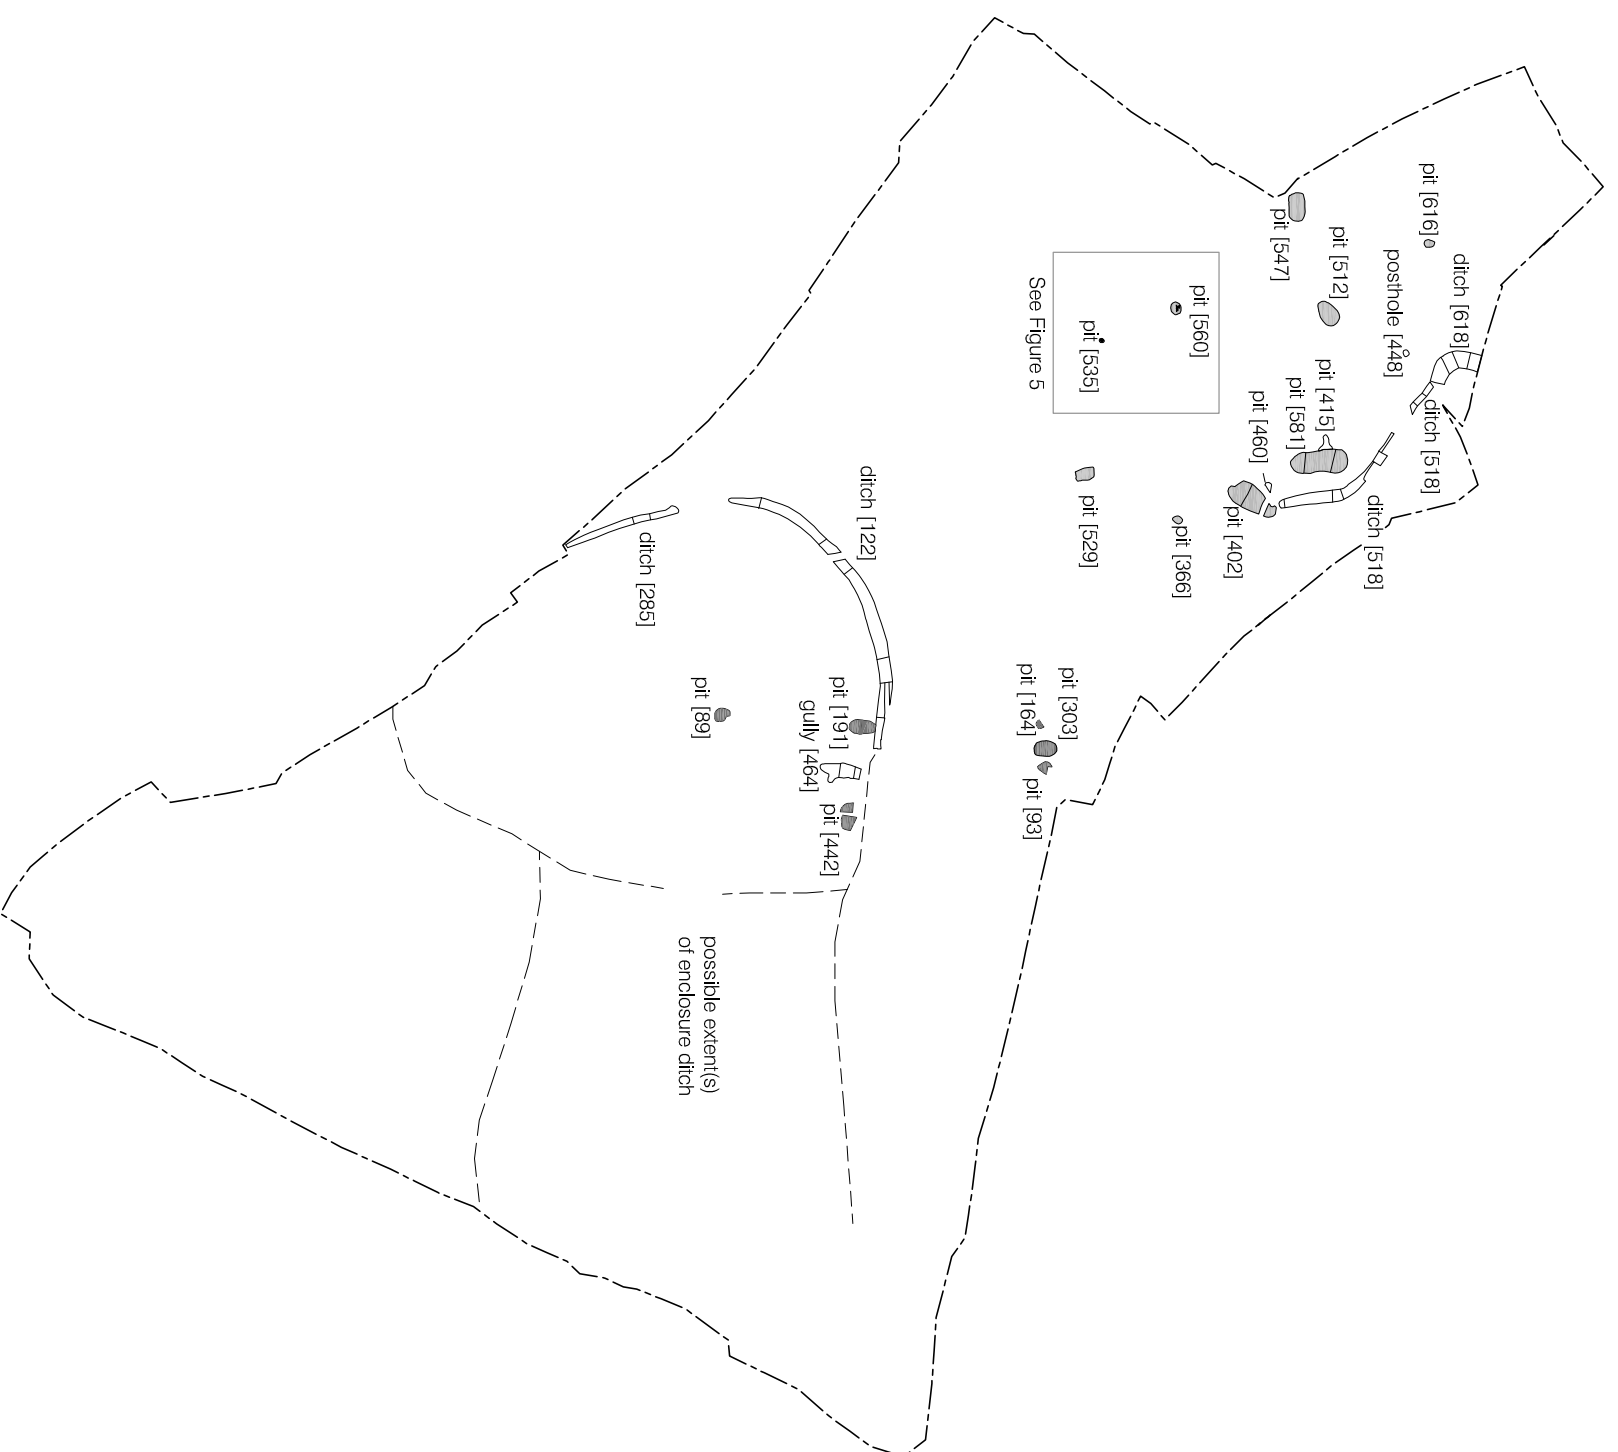 ditch [618]
pit [616]
posthole [448]
ditch [518]
ditch [518]
pit [512]
pit [415]
pit [581]
pit [547]
pit [460]
pit [402]
pit [560]
pit [366]
pit [535]
pit [529]
See Figure 5
pit [303]
pit [164]
pit [93]
ditch [122]
pit [191]
gully [464]
pit [442]
pit [89]
possible extent(s)
of enclosure ditch
ditch [285]